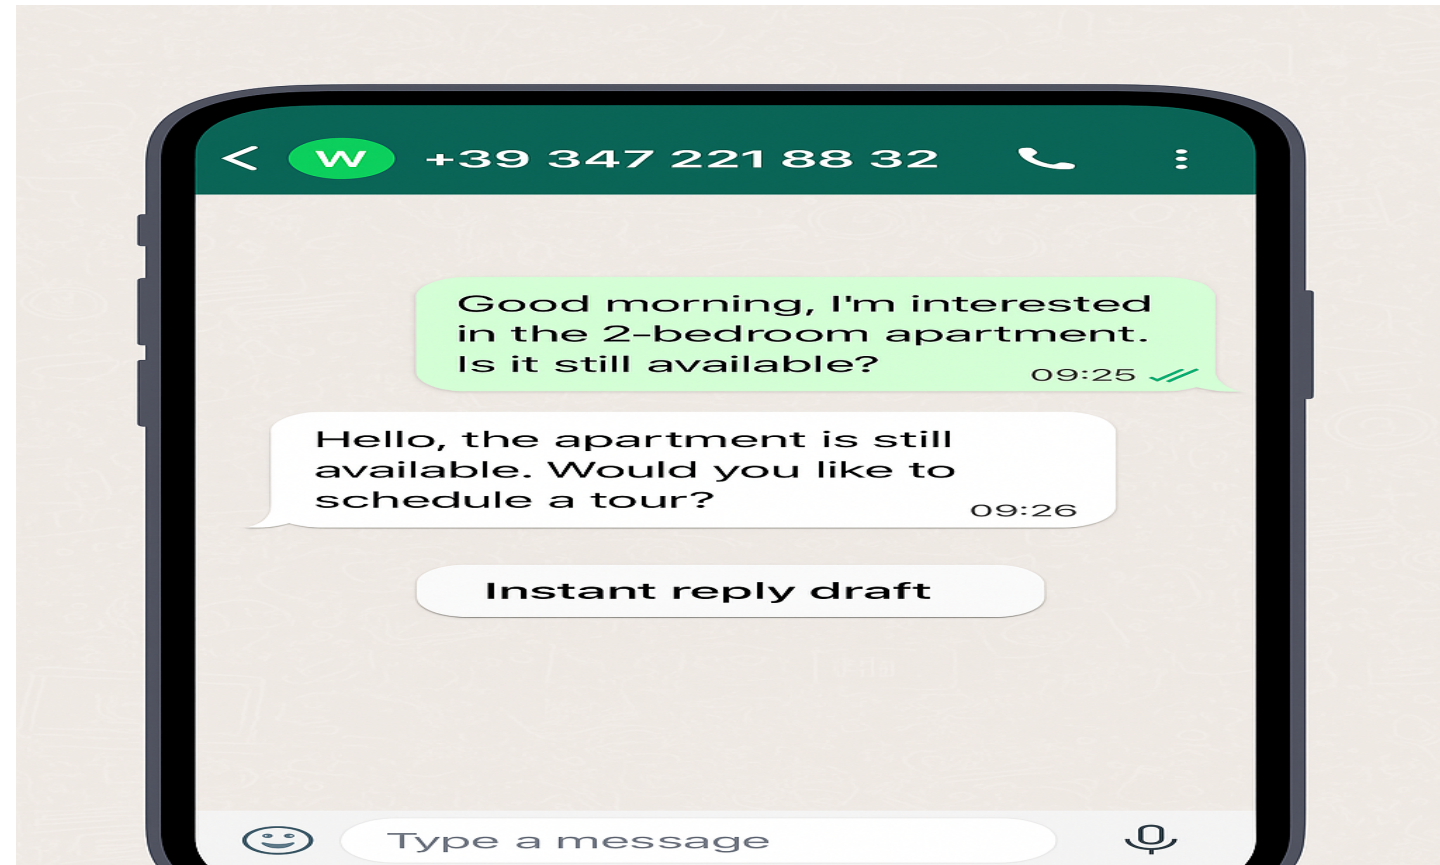 W +39 347 221 88 32
Good morning, I'm interested
in the 2-bedroom apartment.
Is it still available?
09:25
Hello, the apartment is still
available. Would you like to
schedule a tour?
09:26
Instant reply draft
Type a message